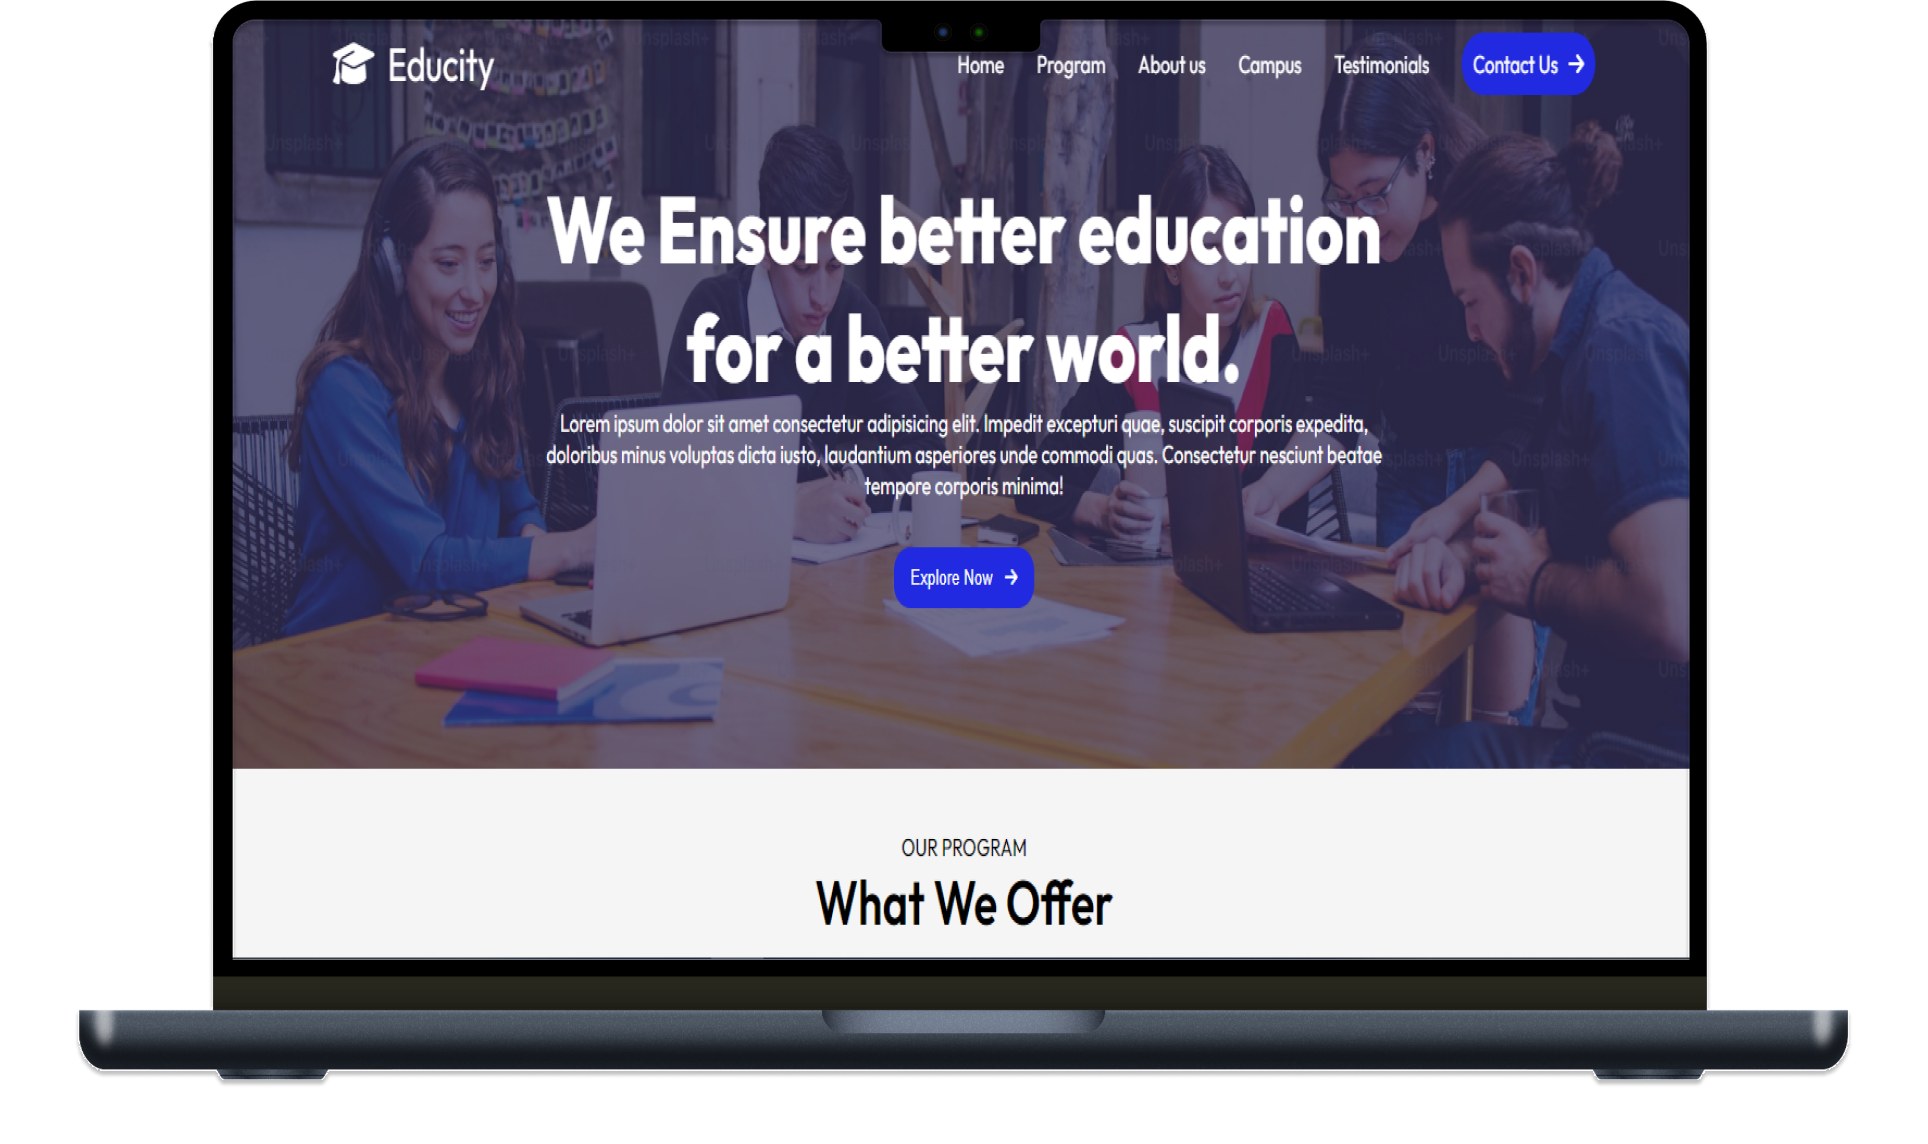 Educity
Home Program About us Campus Testimonials Contact Us →
We Ensure better education
for a better world.
Lorem ipsum dolor sit amet consectetur adipisicing elit. Impedit excepturi quae, suscipit corporis expedita,
doloribus minus voluptas dicta iusto, laudantium asperiores unde commodi quas. Consectetur nesciunt beatae
tempore corporis minima!
Explore Now →
OUR PROGRAM
What We Offer
Unsplash+